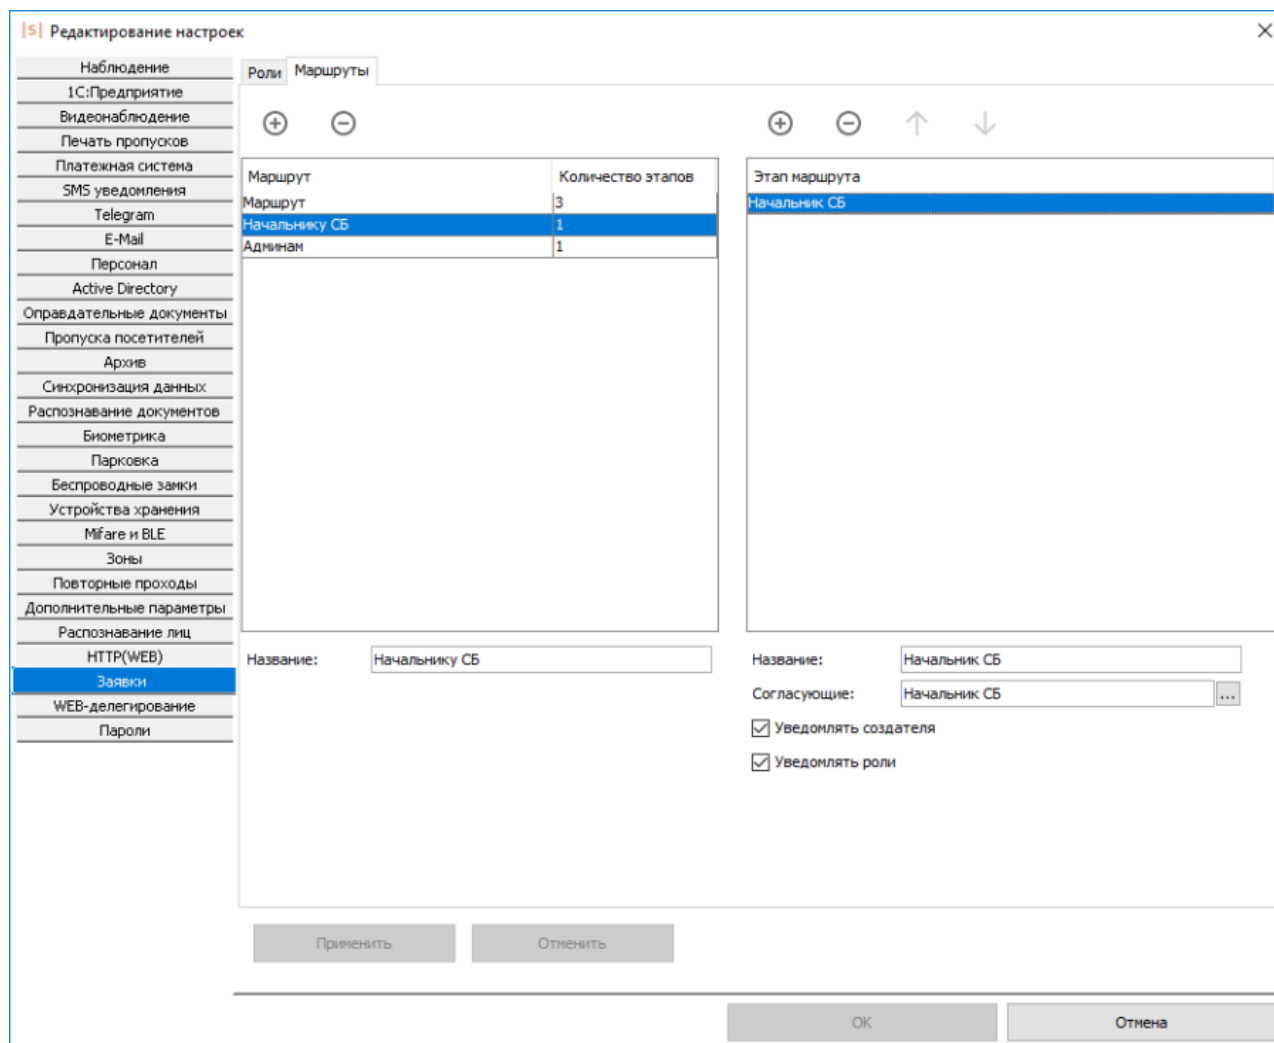 |S| Редактирование настроек
Наблюдение
1С:Предприятие
Видеонаблюдение
Печать пропусков
Платежная система
SMS уведомления
Telegram
E-Mail
Персонал
Active Directory
Оправдательные документы
Пропуска посетителей
Архив
Синхронизация данных
Распознавание документов
Биометрика
Парковка
Беспроводные замки
Устройства хранения
Mifare и BLE
Зоны
Повторные проходы
Дополнительные параметры
Распознавание лиц
HTTP(WEB)
Заявки
WEB-делегирование
Пароли
Роли Маршруты
Маршрут Количество этапов
Маршрут 3
Начальнику СБ 1
Админам 1
Название: Начальнику СБ
Этап маршрута
Начальник СБ
Название: Начальник СБ
Согласующие: Начальник СБ ...
Уведомлять создателя
Уведомлять роли
Применить Отменить
ОК Отмена